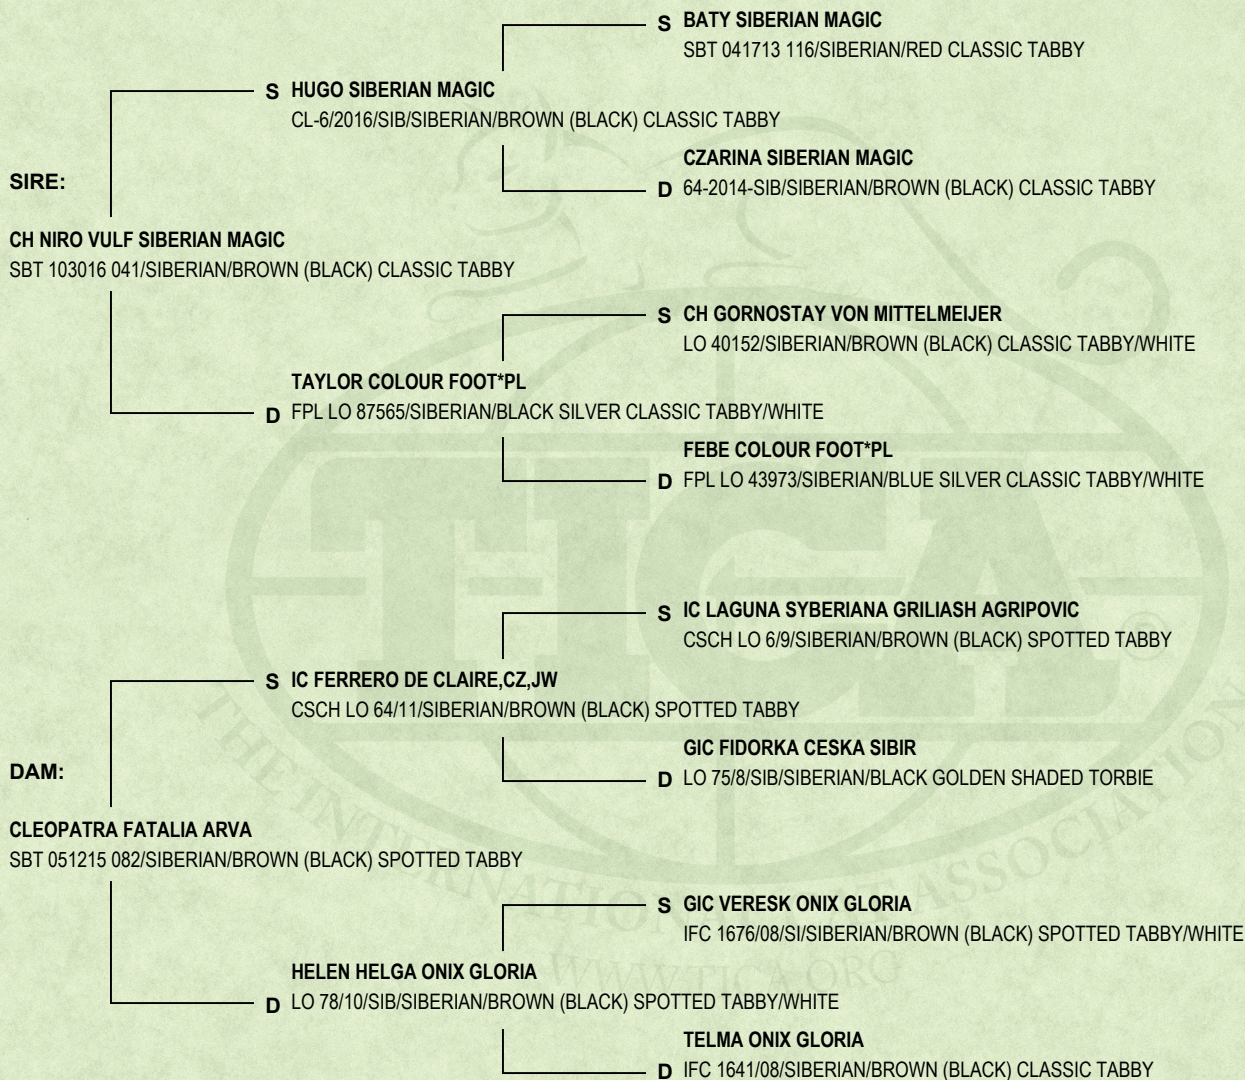 S BATY SIBERIAN MAGIC
SBT 041713 116/SIBERIAN/RED CLASSIC TABBY
S HUGO SIBERIAN MAGIC
CL-6/2016/SIB/SIBERIAN/BROWN (BLACK) CLASSIC TABBY
CZARINA SIBERIAN MAGIC
D 64-2014-SIB/SIBERIAN/BROWN (BLACK) CLASSIC TABBY
SIRE:
CH NIRO VULF SIBERIAN MAGIC
SBT 103016 041/SIBERIAN/BROWN (BLACK) CLASSIC TABBY
S CH GORNOSTAY VON MITTELMEIJER
LO 40152/SIBERIAN/BROWN (BLACK) CLASSIC TABBY/WHITE
TAYLOR COLOUR FOOT*PL
D FPL LO 87565/SIBERIAN/BLACK SILVER CLASSIC TABBY/WHITE
FEBE COLOUR FOOT*PL
D FPL LO 43973/SIBERIAN/BLUE SILVER CLASSIC TABBY/WHITE
S IC LAGUNA SYBERIANA GRILIASH AGRIPOVIC
CSCH LO 6/9/SIBERIAN/BROWN (BLACK) SPOTTED TABBY
S IC FERRERO DE CLAIRE,CZ,JW
CSCH LO 64/11/SIBERIAN/BROWN (BLACK) SPOTTED TABBY
GIC FIDORKA CESKA SIBIR
D LO 75/8/SIB/SIBERIAN/BLACK GOLDEN SHADED TORBIE
DAM:
CLEOPATRA FATALIA ARVA
SBT 051215 082/SIBERIAN/BROWN (BLACK) SPOTTED TABBY
S GIC VERESK ONIX GLORIA
IFC 1676/08/SI/SIBERIAN/BROWN (BLACK) SPOTTED TABBY/WHITE
HELEN HELGA ONIX GLORIA
D LO 78/10/SIB/SIBERIAN/BROWN (BLACK) SPOTTED TABBY/WHITE
TELMA ONIX GLORIA
D IFC 1641/08/SIBERIAN/BROWN (BLACK) CLASSIC TABBY
TICA ®
THE INTERNATIONAL CAT ASSOCIATION
WWW.TICA.ORG